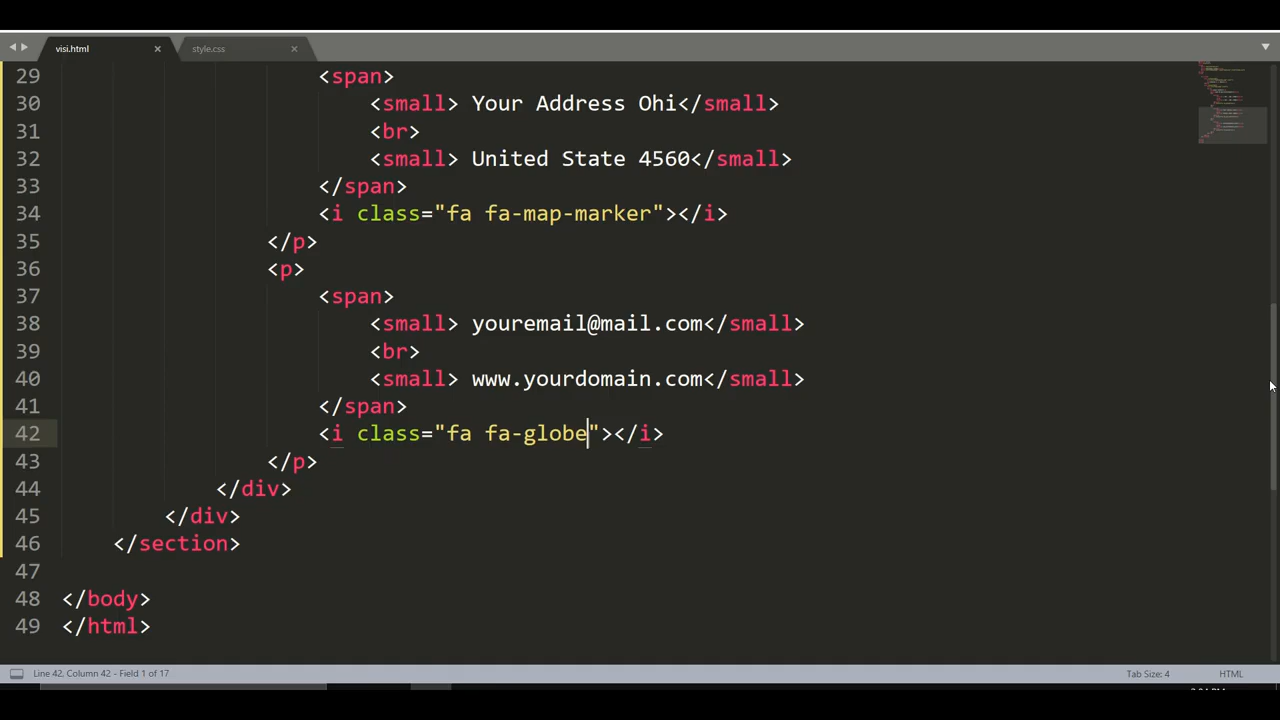 visi.html × style.css ×
29 <span>
30 <small> Your Address Ohi</small>
31 <br>
32 <small> United State 4560</small>
33 </span>
34 <i class="fa fa-map-marker"></i>
35 </p>
36 <p>
37 <span>
38 <small> youremail@mail.com</small>
39 <br>
40 <small> www.yourdomain.com</small>
41 </span>
42 <i class="fa fa-globe"></i>
43 </p>
44 </div>
45 </div>
46 </section>
47
48 </body>
49 </html>
Line 42, Column 42 - Field 1 of 17 Tab Size: 4 HTML